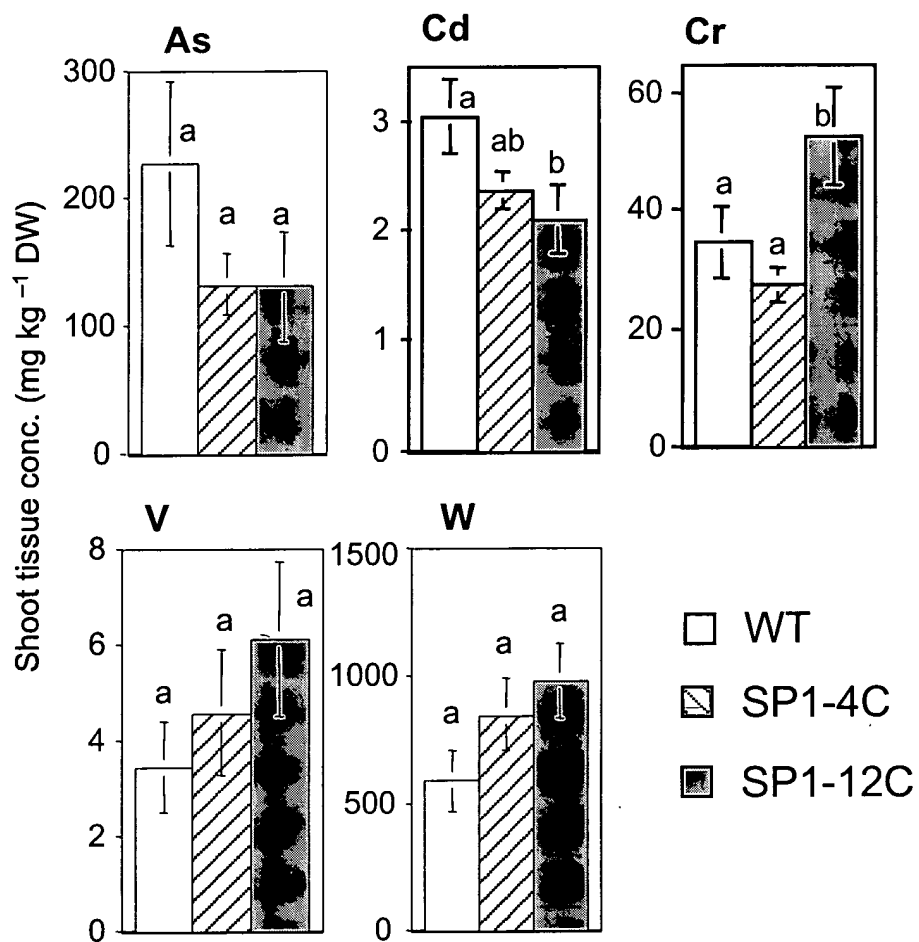 As
Cd
Cr
Shoot tissue conc. (mg kg⁻¹ DW)
300
200
100
0
a
a
a
3
2
1
0
a
ab
b
60
40
20
0
a
a
b
V
W
8
6
4
2
0
a
a
a
1500
1000
500
0
a
a
a
WT
SP1-4C
SP1-12C